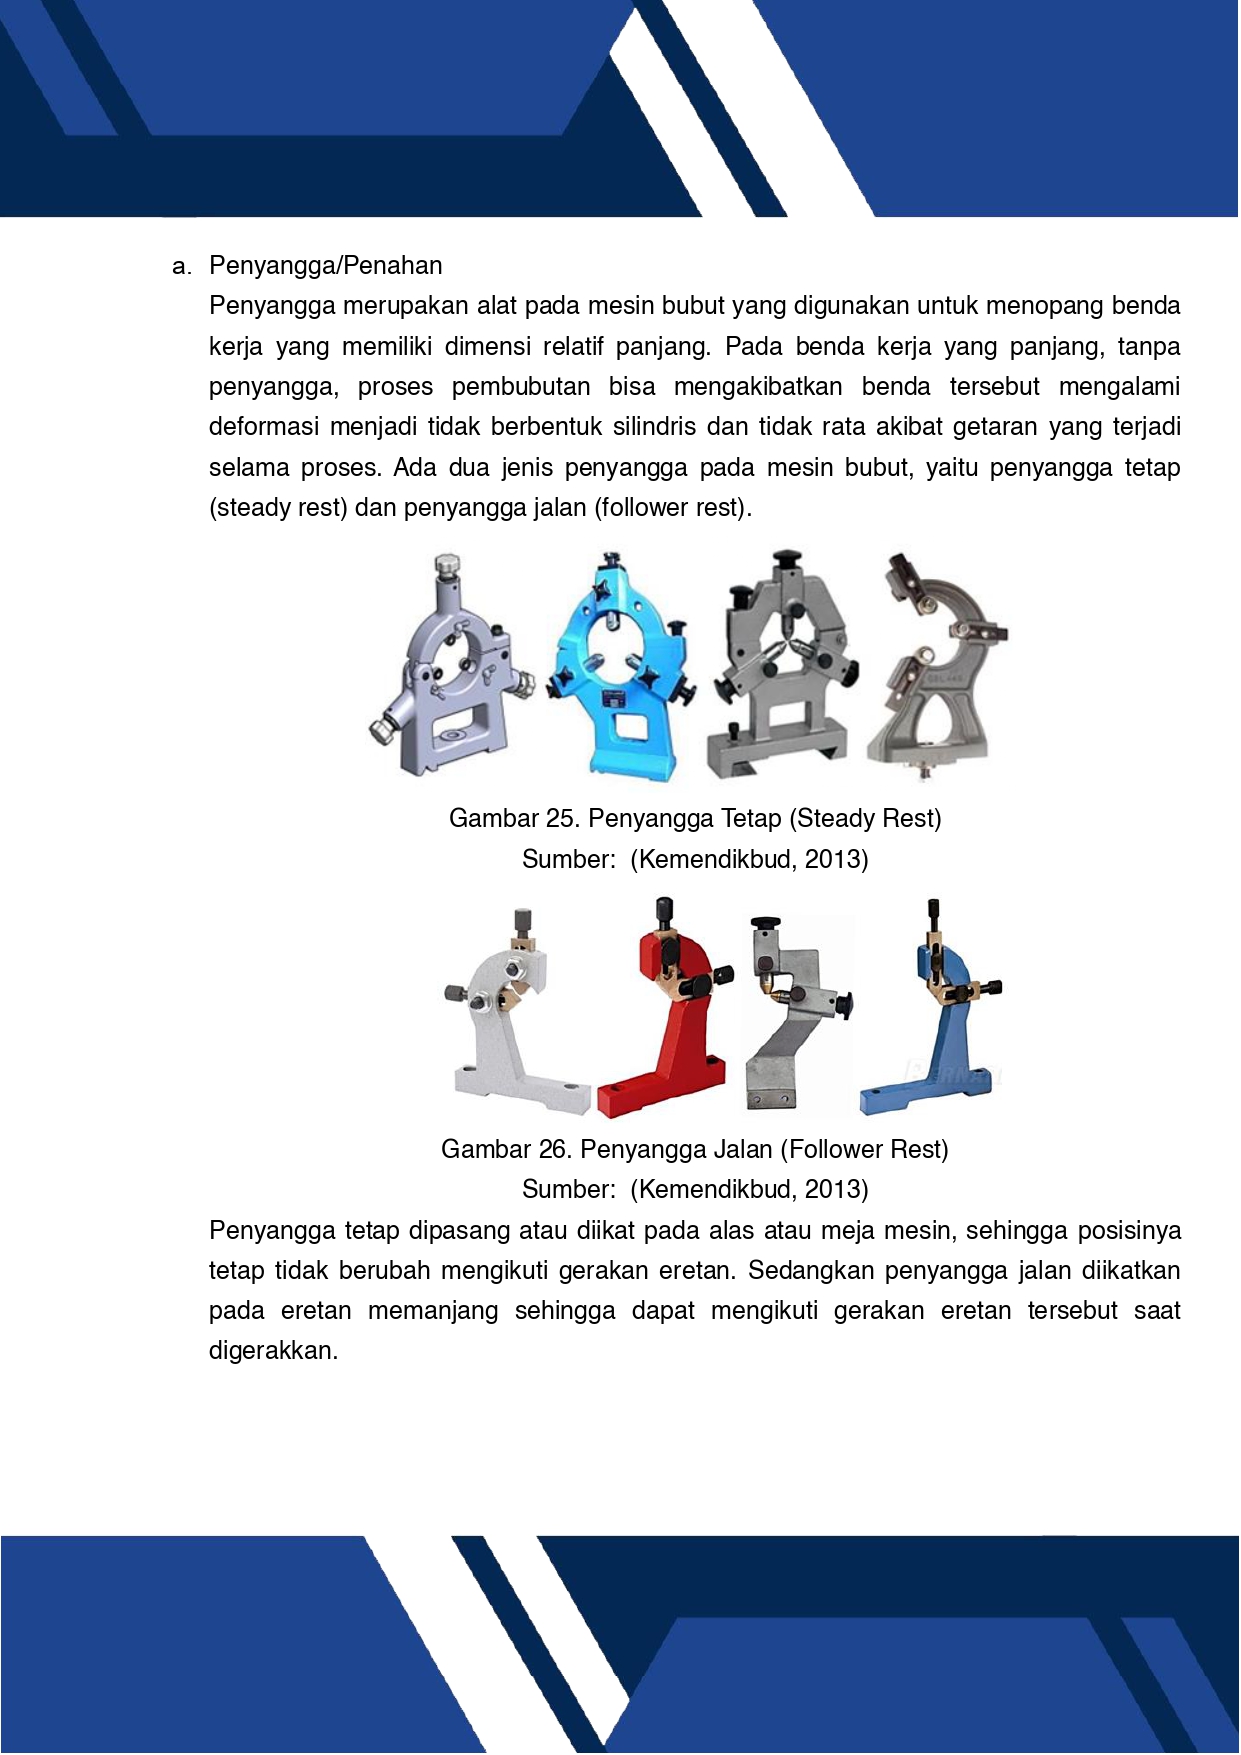 a. Penyangga/Penahan
Penyangga merupakan alat pada mesin bubut yang digunakan untuk menopang benda
kerja yang memiliki dimensi relatif panjang. Pada benda kerja yang panjang, tanpa
penyangga, proses pembubutan bisa mengakibatkan benda tersebut mengalami
deformasi menjadi tidak berbentuk silindris dan tidak rata akibat getaran yang terjadi
selama proses. Ada dua jenis penyangga pada mesin bubut, yaitu penyangga tetap
(steady rest) dan penyangga jalan (follower rest).
Gambar 25. Penyangga Tetap (Steady Rest)
Sumber: (Kemendikbud, 2013)
Gambar 26. Penyangga Jalan (Follower Rest)
Sumber: (Kemendikbud, 2013)
Penyangga tetap dipasang atau diikat pada alas atau meja mesin, sehingga posisinya
tetap tidak berubah mengikuti gerakan eretan. Sedangkan penyangga jalan diikatkan
pada eretan memanjang sehingga dapat mengikuti gerakan eretan tersebut saat
digerakkan.